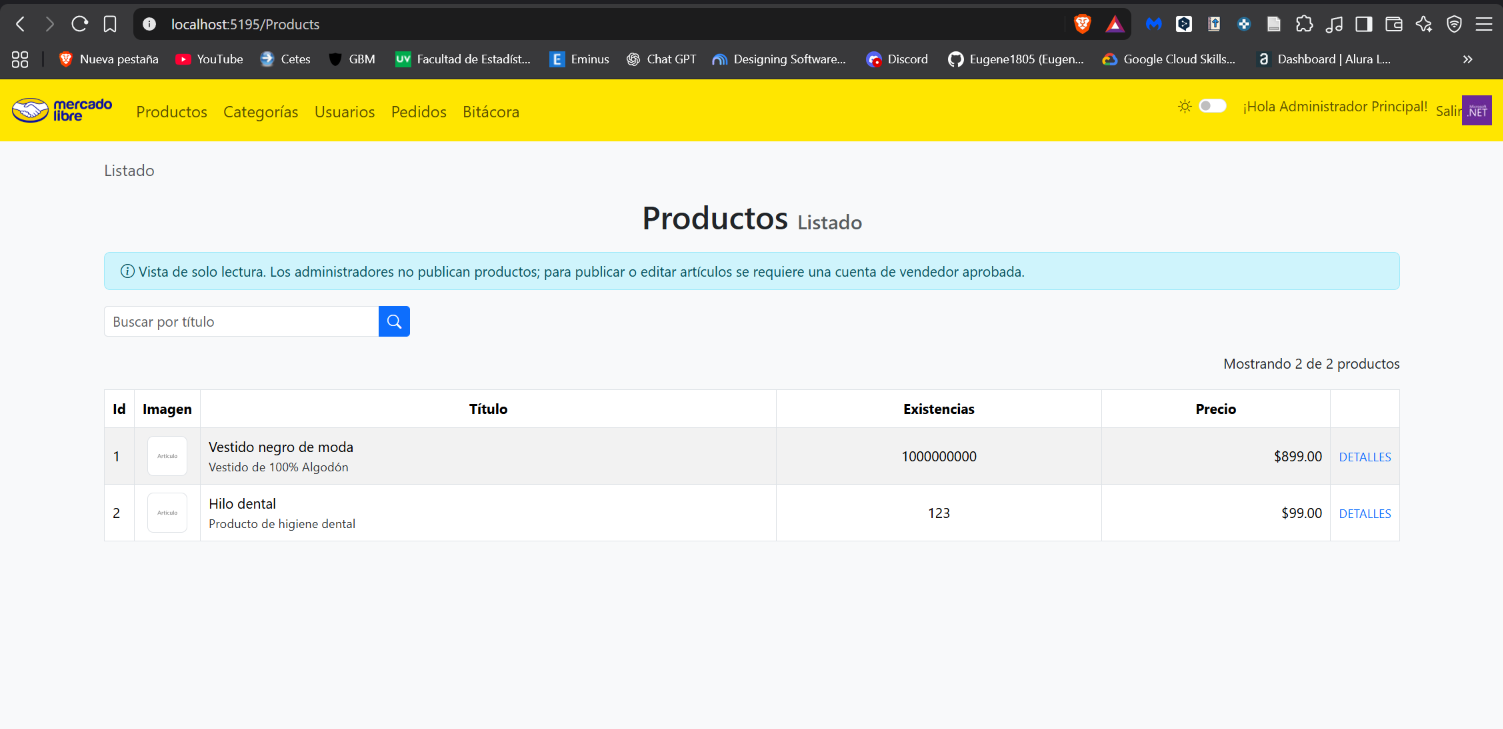 localhost:5195/Products
Nueva pestaña YouTube Cetes GBM Facultad de Estadíst... Eminus Chat GPT Designing Software... Discord Eugene1805 (Eugen... Google Cloud Skills... Dashboard | Alura L... »
mercado libre Productos Categorías Usuarios Pedidos Bitácora ¡Hola Administrador Principal! Salir .NET
Listado
Productos Listado
Vista de solo lectura. Los administradores no publican productos; para publicar o editar artículos se requiere una cuenta de vendedor aprobada.
Buscar por título
Mostrando 2 de 2 productos
Id Imagen Título Existencias Precio
1 Artículo Vestido negro de moda 1000000000 $899.00 DETALLES
Vestido de 100% Algodón
2 Artículo Hilo dental 123 $99.00 DETALLES
Producto de higiene dental